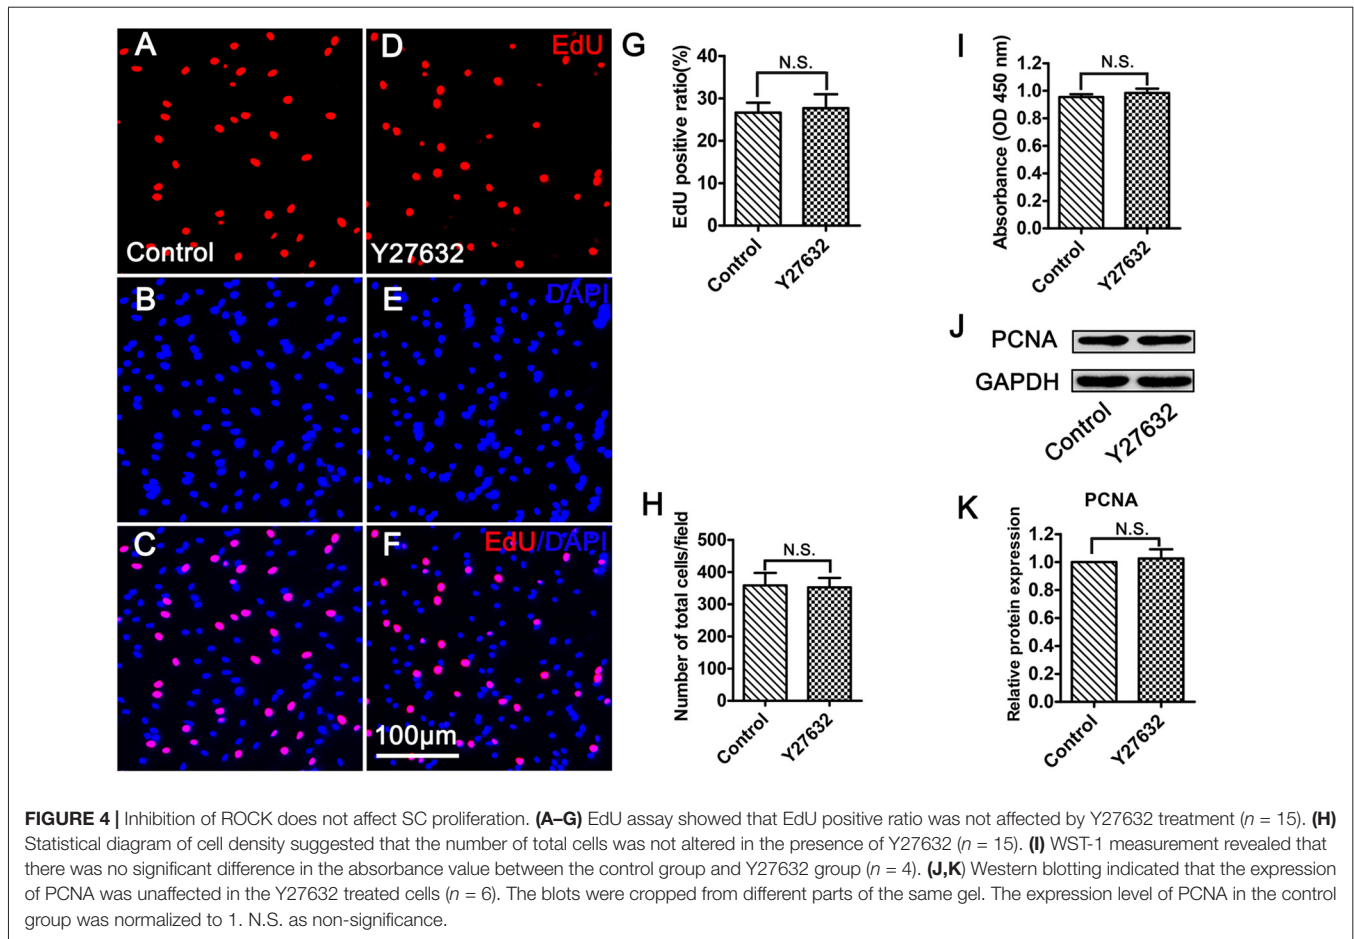 A
D
EdU
Control
Y27632
B
E
DAPI
C
F
EdU/DAPI
100µm
G
EdU positive ratio(%)
40
30
20
10
0
N.S.
Control
Y27632
H
Number of total cells/field
500
400
300
200
100
0
N.S.
Control
Y27632
I
Absorbance (OD 450 nm)
1.2
1.0
0.8
0.6
0.4
0.2
0.0
N.S.
Control
Y27632
J
PCNA
GAPDH
Control
Y27632
K
PCNA
Relative protein expression
1.2
1.0
0.8
0.6
0.4
0.2
0.0
N.S.
Control
Y27632
FIGURE 4 | Inhibition of ROCK does not affect SC proliferation. (A–G) EdU assay showed that EdU positive ratio was not affected by Y27632 treatment (n = 15). (H)
Statistical diagram of cell density suggested that the number of total cells was not altered in the presence of Y27632 (n = 15). (I) WST-1 measurement revealed that
there was no significant difference in the absorbance value between the control group and Y27632 group (n = 4). (J,K) Western blotting indicated that the expression
of PCNA was unaffected in the Y27632 treated cells (n = 6). The blots were cropped from different parts of the same gel. The expression level of PCNA in the control
group was normalized to 1. N.S. as non-significance.